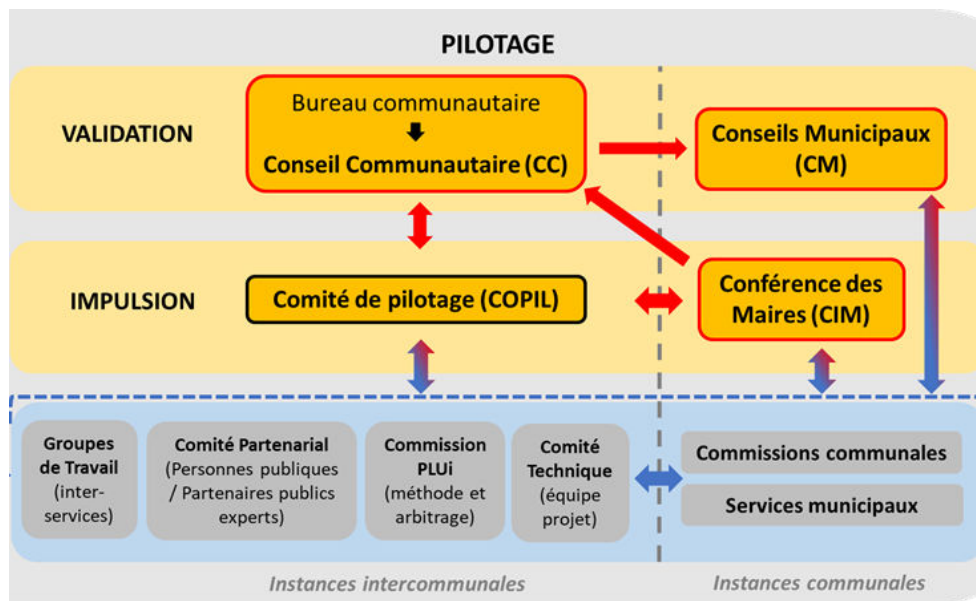 PILOTAGE
VALIDATION
Bureau communautaire
Conseil Communautaire (CC)
Conseils Municipaux
(CM)
IMPULSION
Comité de pilotage (COPIL)
Conférence des
Maires (CIM)
Groupes
de Travail
(inter-
services)
Comité Partenarial
(Personnes publiques
/ Partenaires publics
experts)
Commission
PLUi
(méthode et
arbitrage)
Comité
Technique
(équipe
projet)
Commissions communales
Services municipaux
Instances intercommunales
Instances communales